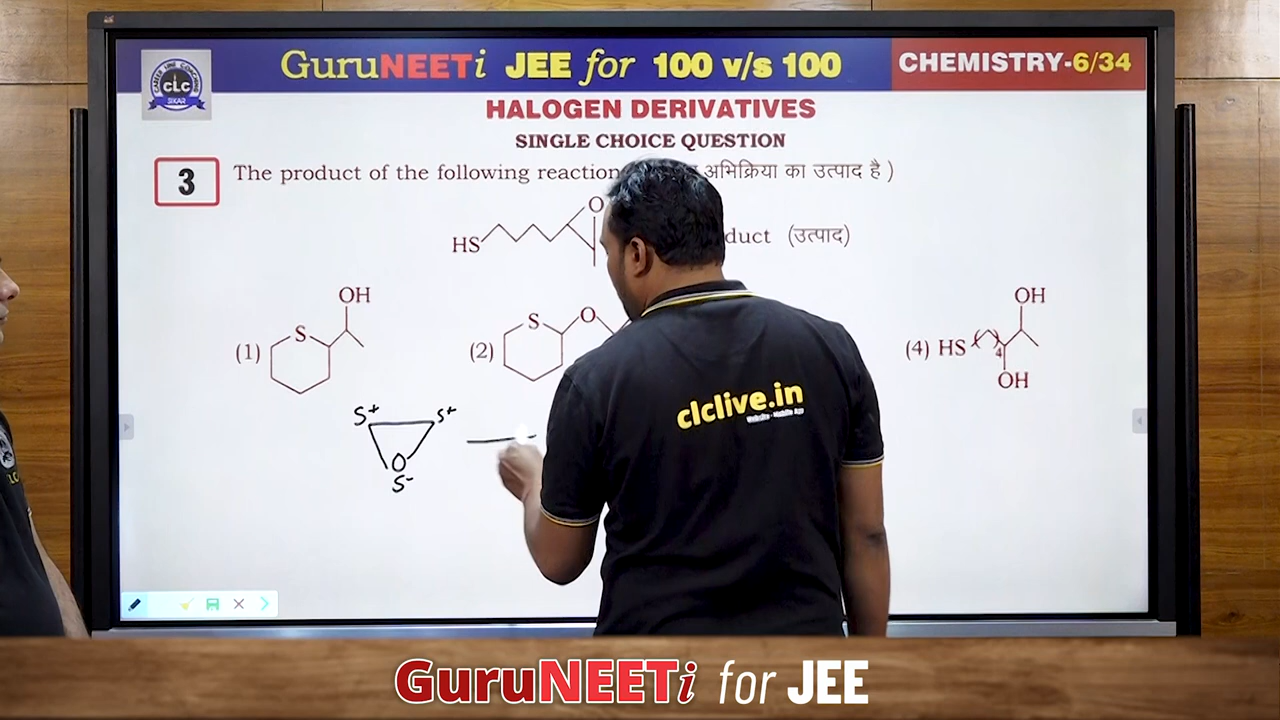 GuruNEETi JEE for 100 v/s 100
CHEMISTRY-6/34
CLC
SIKAR
HALOGEN DERIVATIVES
SINGLE CHOICE QUESTION
3 The product of the following reaction अभिक्रिया का उत्पाद है )
O
HS
duct (उत्पाद)
(1) S OH
(2) S O
(4) HS 4 OH OH
S+ S+
O
S-
clclive.in
GuruNEETi for JEE